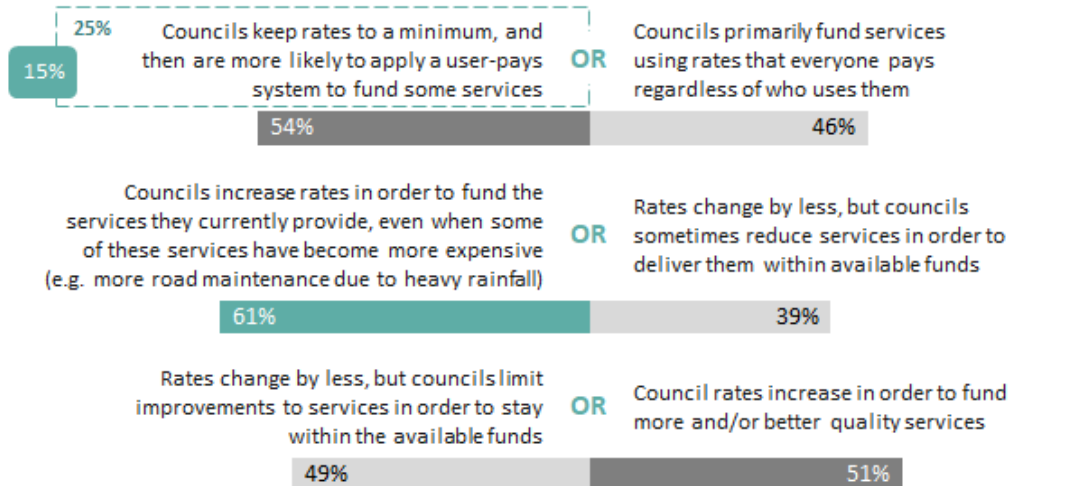 25%
15%
Councils keep rates to a minimum, and
then are more likely to apply a user-pays
system to fund some services
OR
Councils primarily fund services
using rates that everyone pays
regardless of who uses them
54%
46%
Councils increase rates in order to fund the
services they currently provide, even when some
of these services have become more expensive
(e.g. more road maintenance due to heavy rainfall)
OR
Rates change by less, but councils
sometimes reduce services in order to
deliver them within available funds
61%
39%
Rates change by less, but councils limit
improvements to services in order to stay
within the available funds
OR
Council rates increase in order to fund
more and/or better quality services
49%
51%